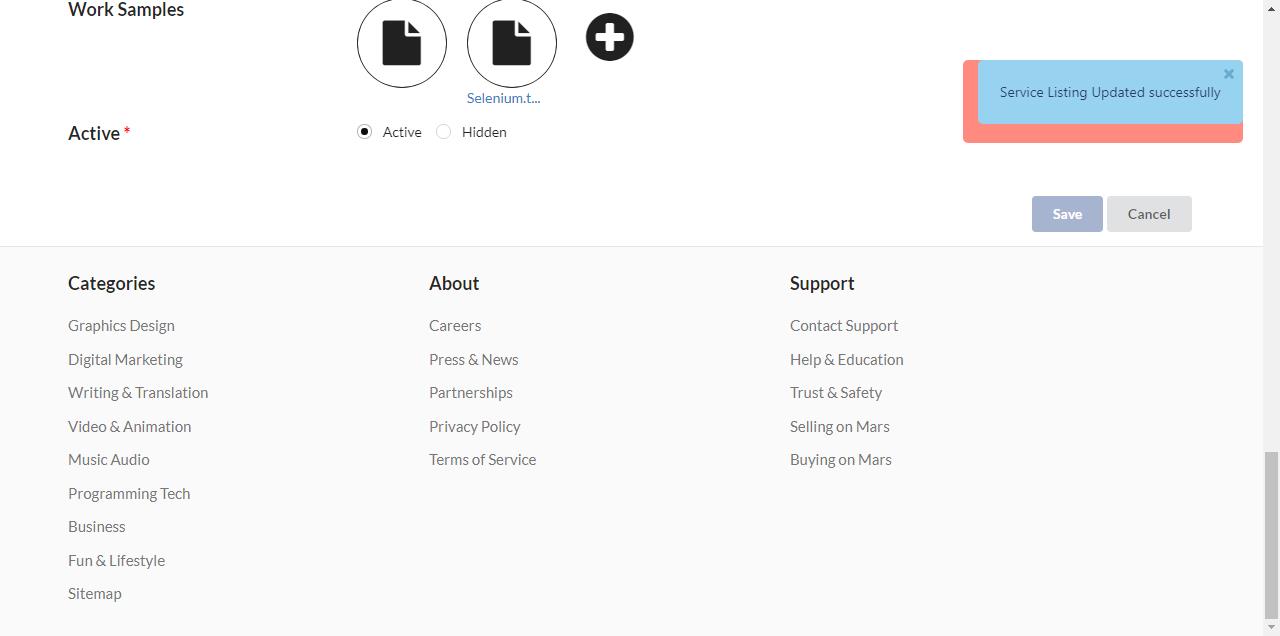 Work Samples
Selenium.t...
Service Listing Updated successfully
Active *
Active
Hidden
Save
Cancel
Categories
Graphics Design
Digital Marketing
Writing & Translation
Video & Animation
Music Audio
Programming Tech
Business
Fun & Lifestyle
Sitemap
About
Careers
Press & News
Partnerships
Privacy Policy
Terms of Service
Support
Contact Support
Help & Education
Trust & Safety
Selling on Mars
Buying on Mars